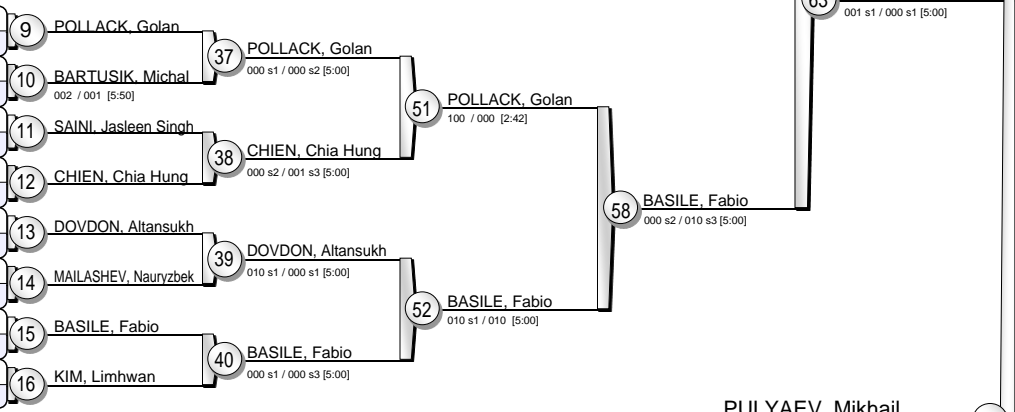 9 POLLACK, Golan
10 BARTUSIK, Michal
002 / 001 [5:50]
11 SAINI, Jasleen Singh
12 CHIEN, Chia Hung
13 DOVDON, Altansukh
14 MAILASHEV, Nauryzbek
15 BASILE, Fabio
16 KIM, Limhwan
37 POLLACK, Golan
000 s1 / 000 s2 [5:00]
38 CHIEN, Chia Hung
000 s2 / 001 s3 [5:00]
39 DOVDON, Altansukh
010 s1 / 000 s1 [5:00]
40 BASILE, Fabio
000 s1 / 000 s3 [5:00]
51 POLLACK, Golan
100 / 000 [2:42]
52 BASILE, Fabio
010 s1 / 010 [5:00]
58 BASILE, Fabio
000 s2 / 010 s3 [5:00]
63
001 s1 / 000 s1 [5:00]
PULYAEV, Mikhail